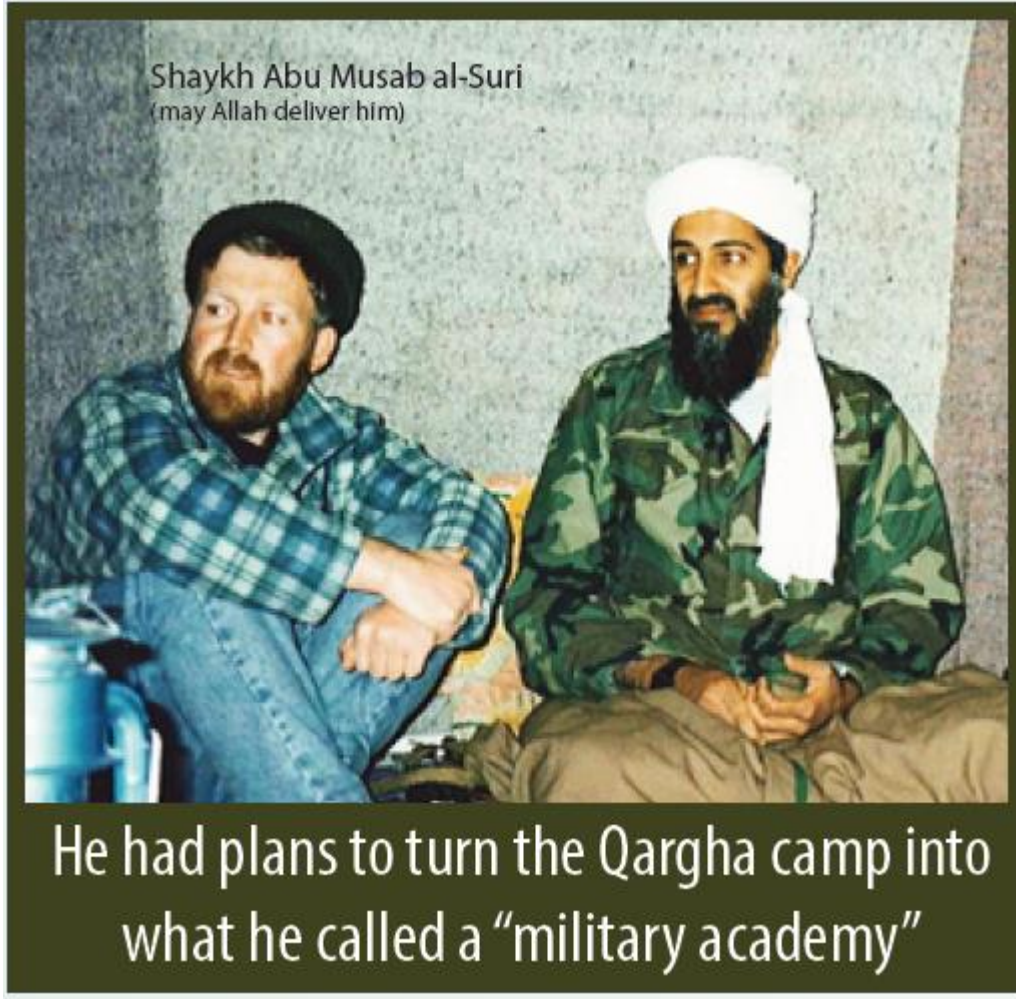 Shaykh Abu Musab al-Suri
(may Allah deliver him)
He had plans to turn the Qargha camp into
what he called a “military academy”